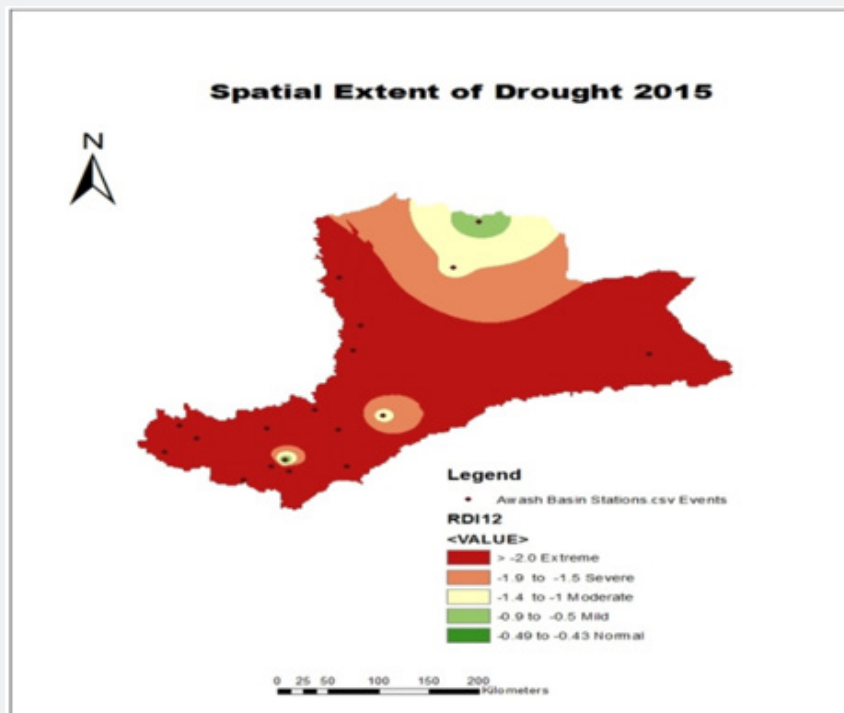 Spatial Extent of Drought 2015
N
Legend
Awash Basin Stations.csv Events
RDI12
<VALUE>
> -2.0 Extreme
-1.9 to -1.5 Severe
-1.4 to -1 Moderate
-0.9 to -0.5 Mild
-0.49 to -0.43 Normal
0 25 50 100 150 200
Kilometers